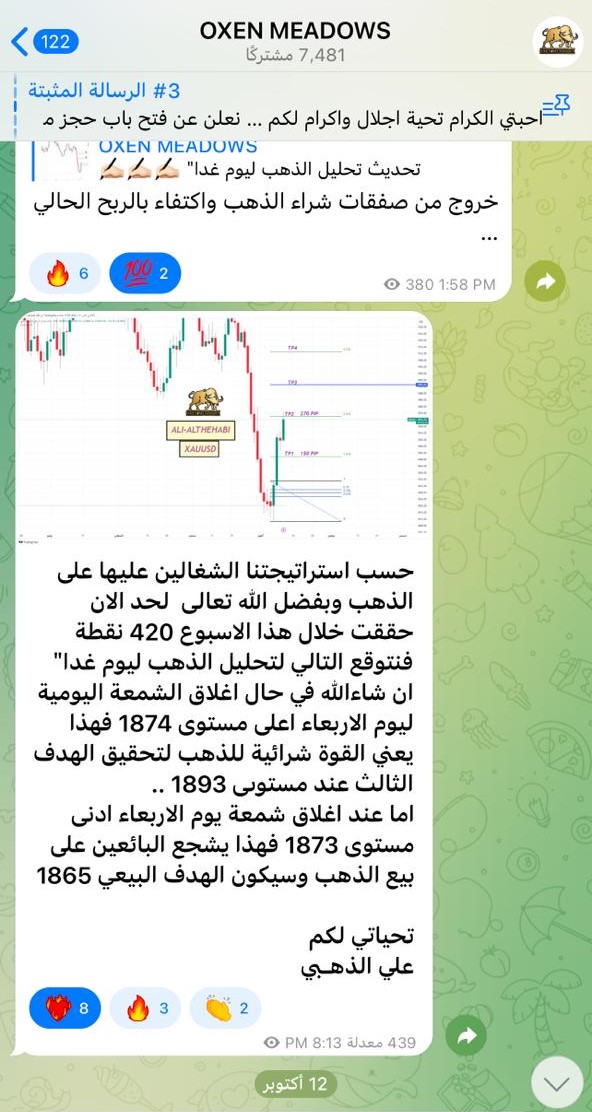 122
OXEN MEADOWS
7,481 مشتركًا
#3 الرسالة المثبتة
احبتي الكرام تحية اجلال واكرام لكم ... نعلن عن فتح باب حجز مـ
OXEN MEADOWS
تحديث تحليل الذهب ليوم غدا" ✍🏻✍🏻✍🏻
خروج من صفقات شراء الذهب واكتفاء بالربح الحالي
...
🔥 6
💯 2
380 1:58 PM
TP4
TP3
TP2 270 PIP
ALI-ALTHEHABI
XAUUSD
TP1 150 PIP
حسب استراتيجتنا الشغالين عليها على
الذهب وبفضل الله تعالى لحد الان
حققت خلال هذا الاسبوع 420 نقطة
فنتوقع التالي لتحليل الذهب ليوم غدا"
ان شاءالله في حال اغلاق الشمعة اليومية
ليوم الاربعاء اعلى مستوى 1874 فهذا
يعني القوة شرائية للذهب لتحقيق الهدف
الثالث عند مستوىى 1893 ..
اما عند اغلاق شمعة يوم الاربعاء ادنى
مستوى 1873 فهذا يشجع البائعين على
بيع الذهب وسيكون الهدف البيعي 1865
تحياتي لكم
علي الذهـبي
❤️‍🔥 8
🔥 3
👏 2
439 معدلة 8:13 PM
12 أكتوبر